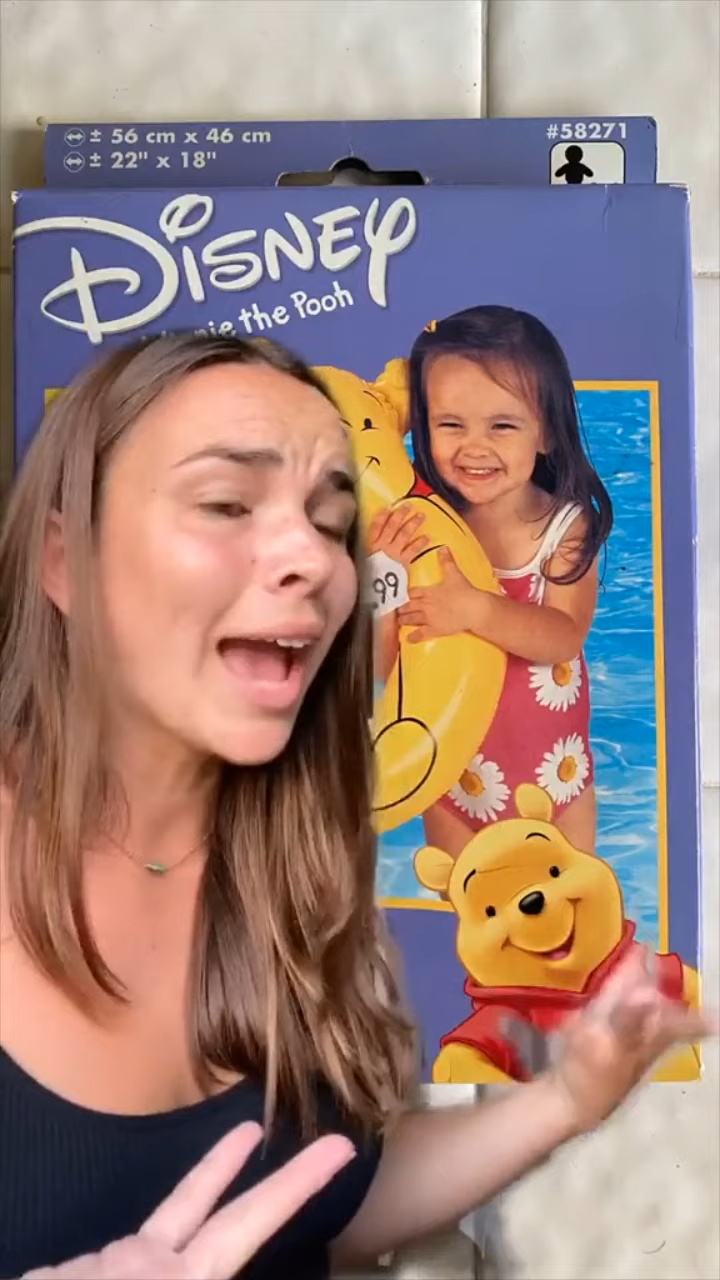 ± 56 cm x 46 cm
± 22" x 18"
#58271
DISNEY
the Pooh
.99